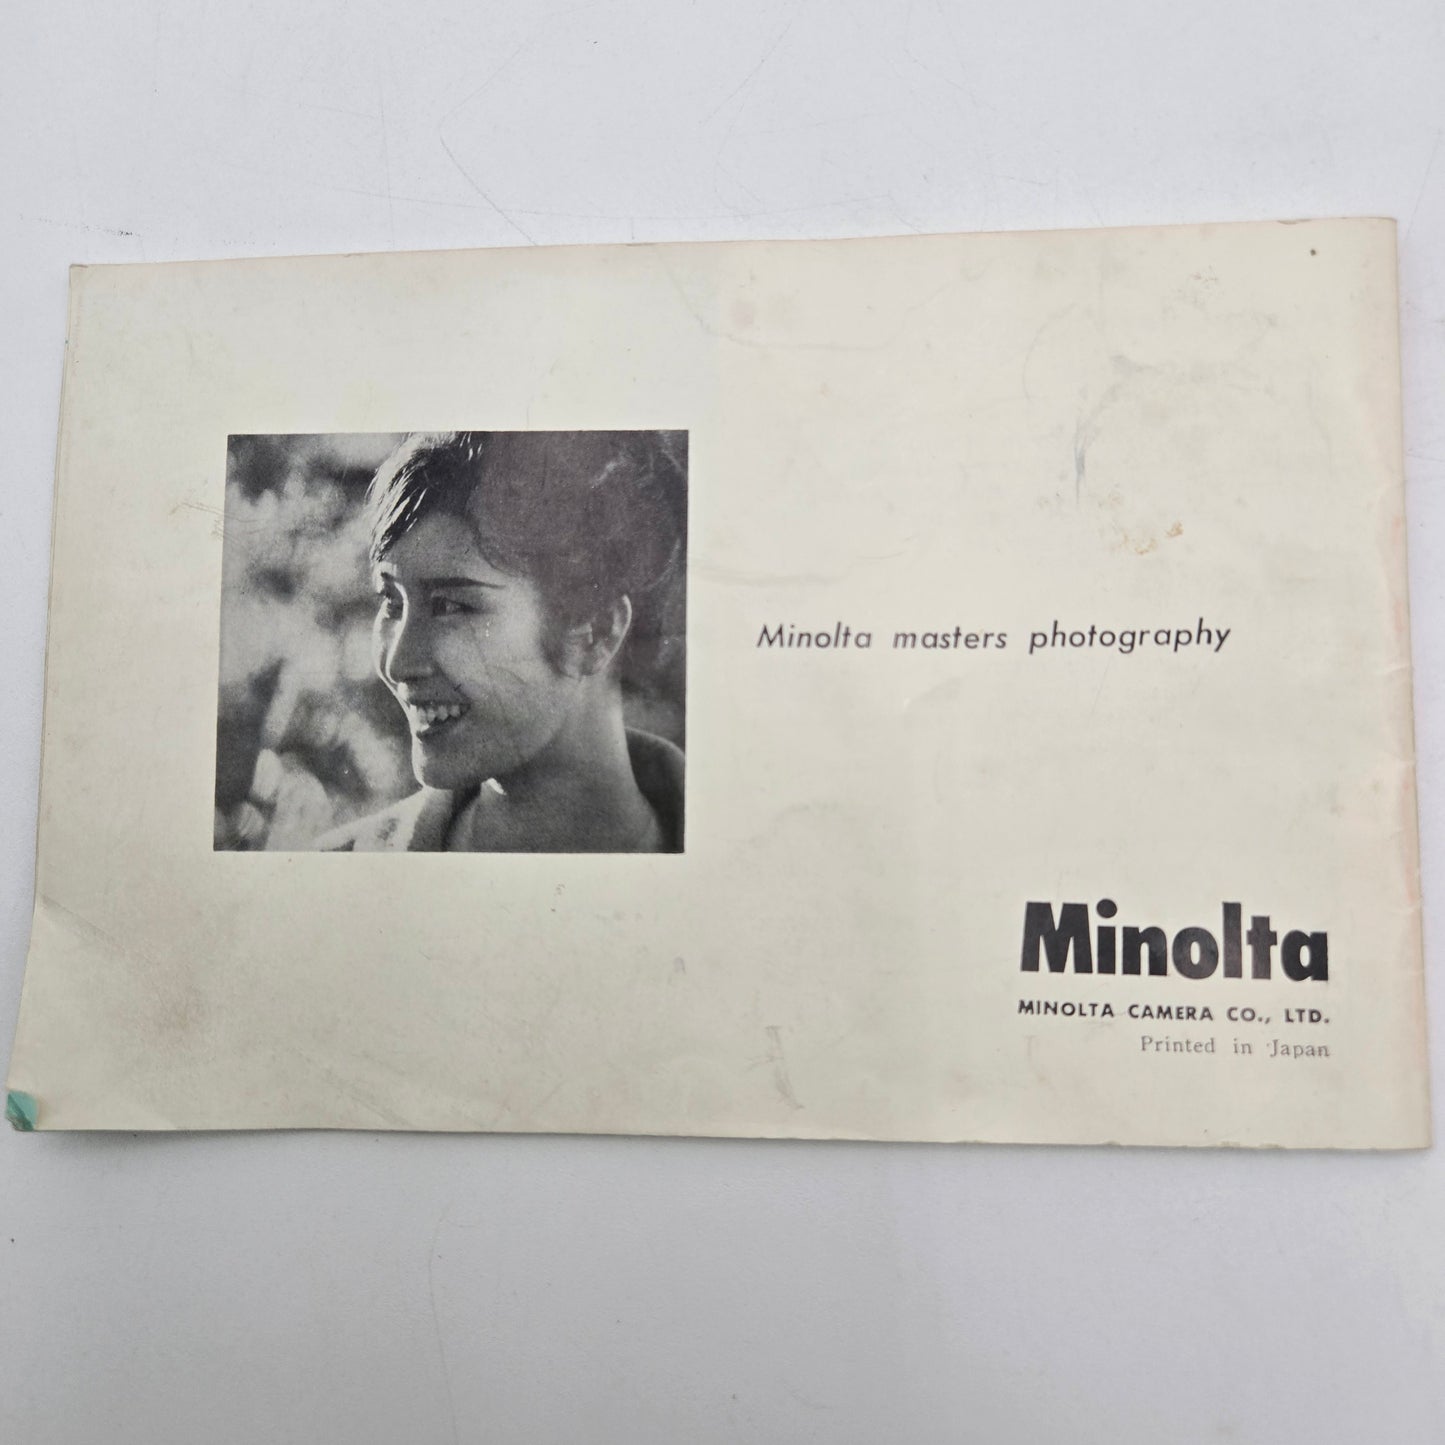 Minolta masters photography
Minolta
MINOLTA CAMERA CO., LTD.
Printed in Japan